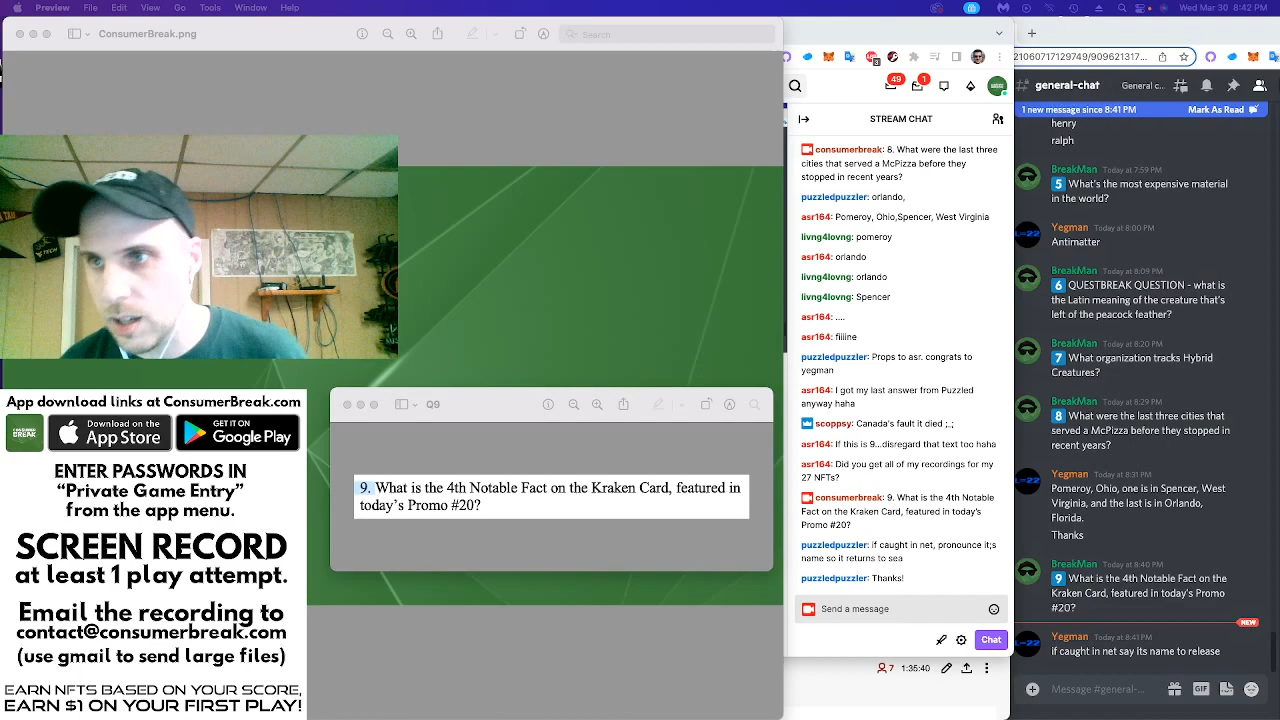 Preview File Edit View Go Tools Window Help
Wed Mar 30 8:42 PM
ConsumerBreak.png
Search
App download links at ConsumerBreak.com
CONSUMER
BREAK
Download on the
App Store
GET IT ON
Google Play
ENTER PASSWORDS IN
“Private Game Entry”
from the app menu.
SCREEN RECORD
at least 1 play attempt.
Email the recording to
contact@consumerbreak.com
(use gmail to send large files)
EARN NFTS BASED ON YOUR SCORE,
EARN $1 ON YOUR FIRST PLAY!
Q9
9. What is the 4th Notable Fact on the Kraken Card, featured in
today’s Promo #20?
49
1
STREAM CHAT
consumerbreak: 8. What were the last three
cities that served a McPizza before they
stopped in recent years?
puzzledpuzzler: orlando,
asr164: Pomeroy, Ohio,Spencer, West Virginia
livng4lovng: pomeroy
asr164: orlando
livng4lovng: orlando
livng4lovng: Spencer
asr164: ....
asr164: fiiiine
puzzledpuzzler: Props to asr. congrats to
yegman
asr164: I got my last answer from Puzzled
anyway haha
scoppsy: Canada's fault it died ;_;
asr164: If this is 9...disregard that text too haha
asr164: Did you get all of my recordings for my
27 NFTs?
consumerbreak: 9. What is the 4th Notable
Fact on the Kraken Card, featured in today's
Promo #20?
puzzledpuzzler: if caught in net, pronounce it;s
name so it returns to sea
puzzledpuzzler: Thanks!
Send a message
Chat
7 1:35:40
21060717129749/909621317...
general-chat
General c...
1 new message since 8:41 PM
Mark As Read
henry
ralph
BreakMan Today at 7:59 PM
5 What's the most expensive material
in the world?
Yegman Today at 8:00 PM
Antimatter
BreakMan Today at 8:09 PM
6 QUESTBREAK QUESTION - what is
the Latin meaning of the creature that's
left of the peacock feather?
BreakMan Today at 8:20 PM
7 What organization tracks Hybrid
Creatures?
BreakMan Today at 8:29 PM
8 What were the last three cities that
served a McPizza before they stopped in
recent years?
Yegman Today at 8:31 PM
Pomeroy, Ohio, one is in Spencer, West
Virginia, and the last is in Orlando,
Florida.
Thanks
BreakMan Today at 8:40 PM
9 What is the 4th Notable Fact on the
Kraken Card, featured in today's Promo
#20?
NEW
Yegman Today at 8:41 PM
if caught in net say its name to release
Message #general-...
GIF